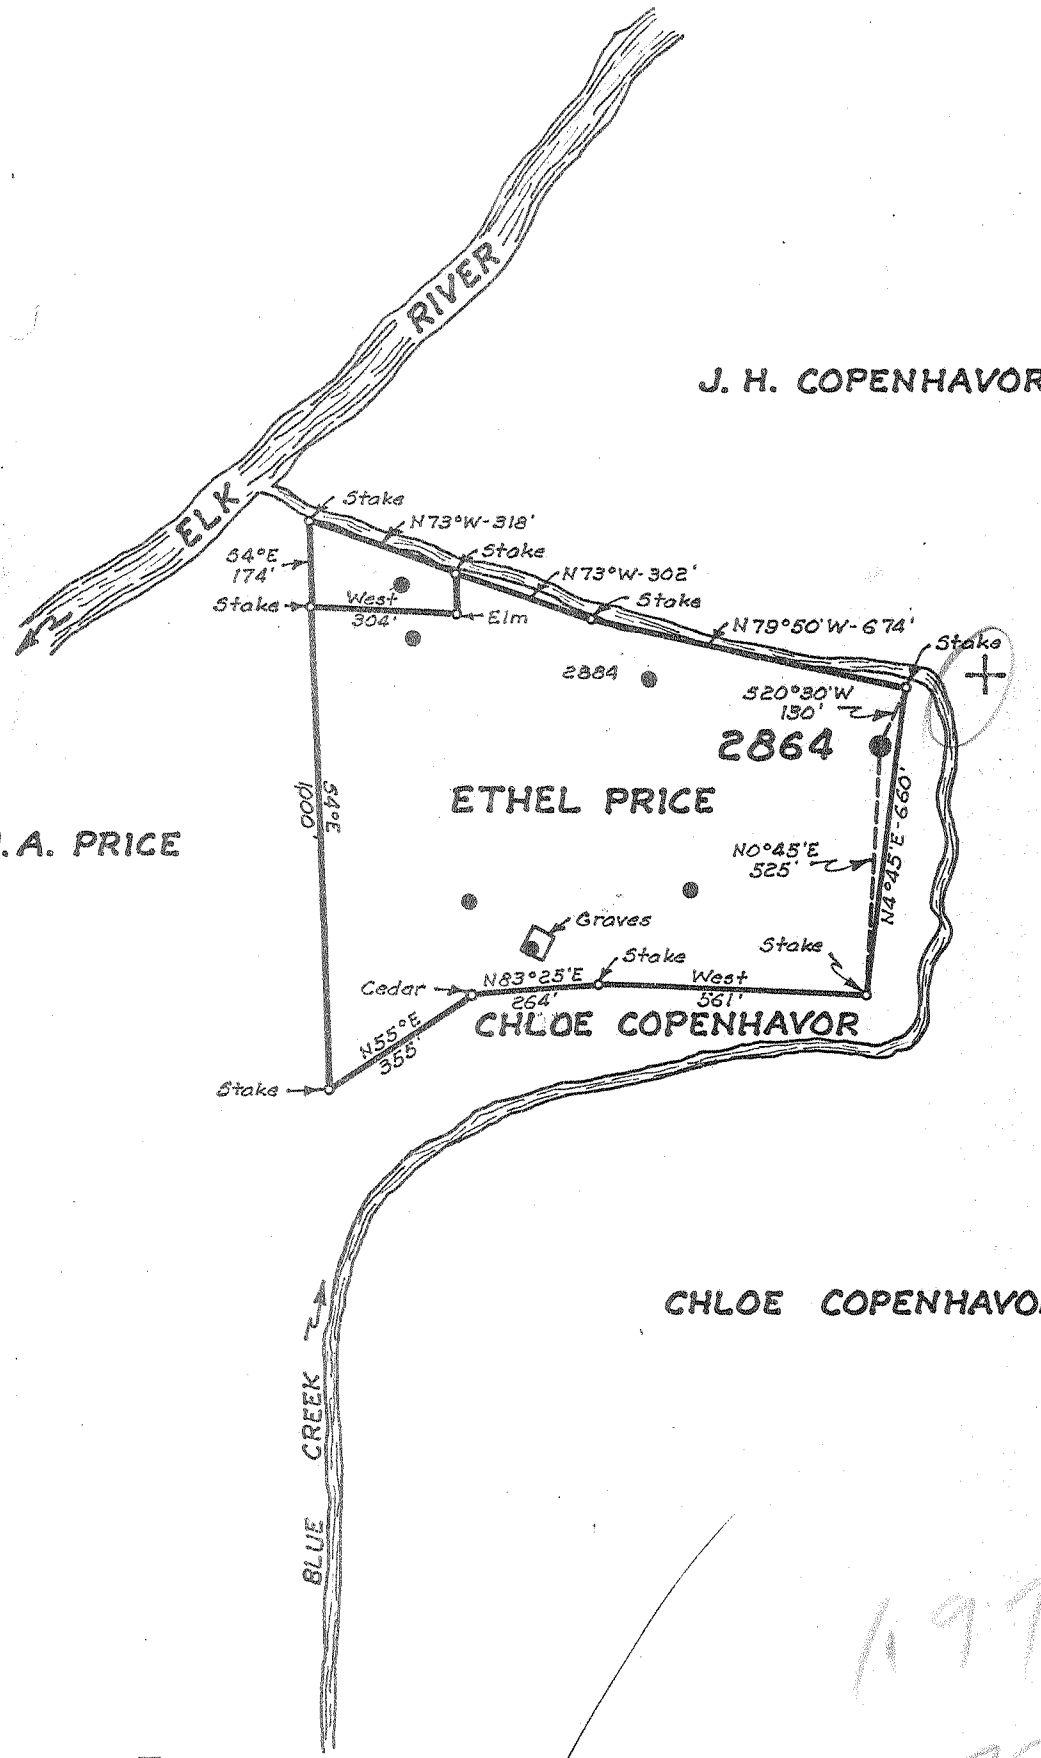 RIVER
J. H. COPENHAVOR
ELK
Stake
N73°W-318'
S4°E
174'
Stake
N73°W-302'
Stake
West
304'
Elm
Stake
N79°50'W-674'
Stake
2884
S20°30'W
130'
2864
ETHEL PRICE
S4°E
1000'
.A. PRICE
N0°45'E
525'
N4°45'E-660'
Graves
Stake
Stake
Cedar
N83°25'E
264'
West
561'
CHLOE COPENHAVOR
N55°E
355'
Stake
CHLOE COPENHAVO
BLUE CREEK